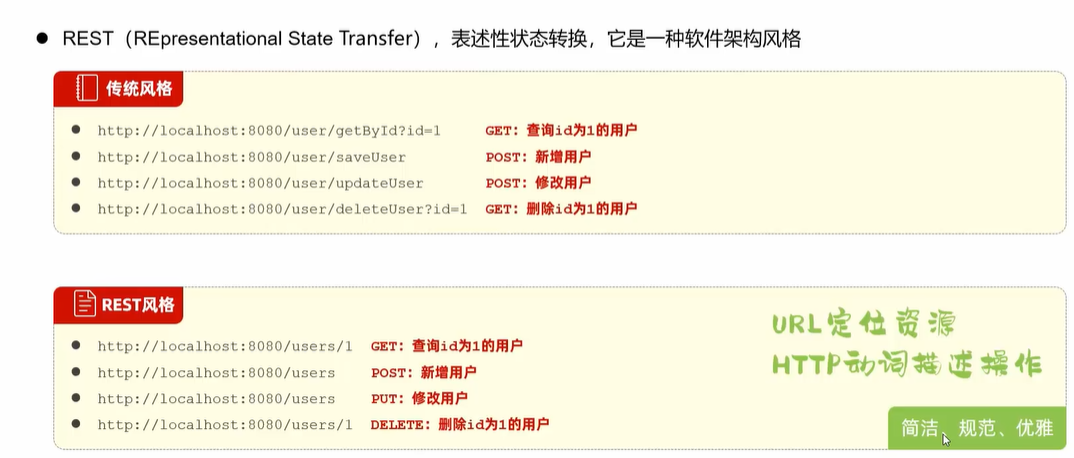 ● REST（REpresentational State Transfer），表述性状态转换，它是一种软件架构风格
传统风格
● http://localhost:8080/user/getById?id=1 GET：查询id为1的用户
● http://localhost:8080/user/saveUser POST：新增用户
● http://localhost:8080/user/updateUser POST：修改用户
● http://localhost:8080/user/deleteUser?id=1 GET：删除id为1的用户
REST风格
● http://localhost:8080/users/1 GET：查询id为1的用户
● http://localhost:8080/users POST：新增用户
● http://localhost:8080/users PUT：修改用户
● http://localhost:8080/users/1 DELETE：删除id为1的用户
URL定位资源
HTTP动词描述操作
简洁、规范、优雅